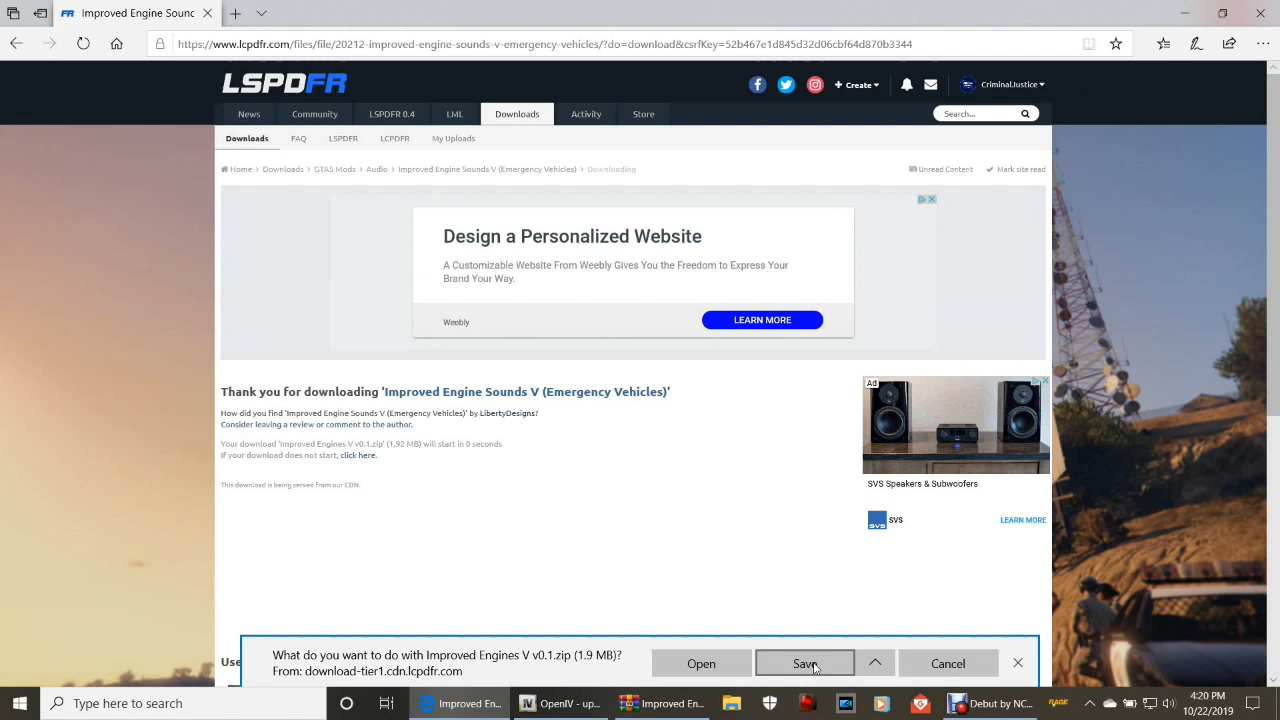 Improved Engine Soun
https://www.lcpdfr.com/files/file/20212-improved-engine-sounds-v-emergency-vehicles/?do=download&csrfKey=52b467e1d845d32d06cbf64d870b3344
LSPDFR
Create
CriminalJustice
News
Community
LSPDFR 0.4
LML
Downloads
Activity
Store
Search...
Downloads
FAQ
LSPDFR
LCPDFR
My Uploads
Home > Downloads > GTA5 Mods > Audio > Improved Engine Sounds V (Emergency Vehicles) > Downloading
Unread Content
Mark site read
Design a Personalized Website
A Customizable Website From Weebly Gives You the Freedom to Express Your
Brand Your Way.
Weebly
LEARN MORE
Thank you for downloading 'Improved Engine Sounds V (Emergency Vehicles)'
How did you find 'Improved Engine Sounds V (Emergency Vehicles)' by LibertyDesigns?
Consider leaving a review or comment to the author.
Your download 'Improved Engines V v0.1.zip' (1.92 MB) will start in 0 seconds
If your download does not start, click here.
This download is being served from our CDN.
Ad
SVS Speakers & Subwoofers
SVS
SVS
LEARN MORE
Use
What do you want to do with Improved Engines V v0.1.zip (1.9 MB)?
From: download-tier1.cdn.lcpdfr.com
Open
Save
Cancel
Type here to search
Improved En...
OpenIV - up...
Improved En...
Debut by NC...
RAGE
4:20 PM
10/22/2019